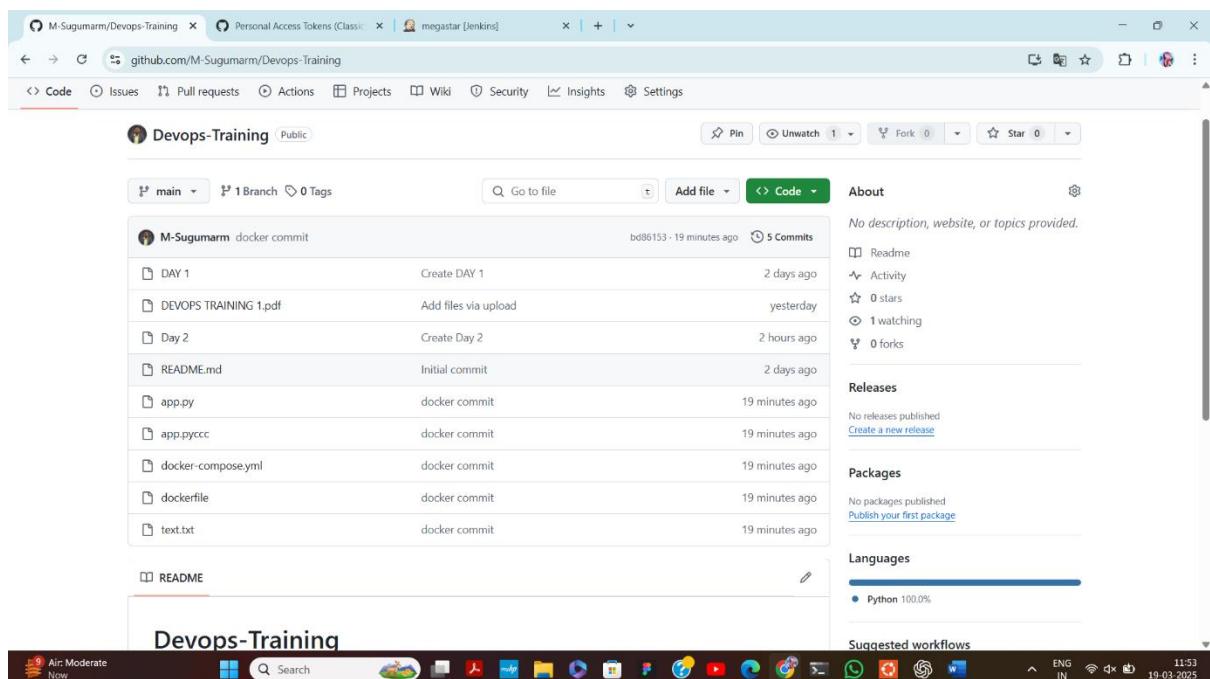 M-Sugumarm/Devops-Training
Personal Access Tokens (Classic
megastar [Jenkins]
github.com/M-Sugumarm/Devops-Training
Code Issues Pull requests Actions Projects Wiki Security Insights Settings
Devops-Training Public
Pin Unwatch 1 Fork 0 Star 0
main 1 Branch 0 Tags Go to file t Add file Code
M-Sugumarm docker commit bd86153 · 19 minutes ago 5 Commits
DAY 1 Create DAY 1 2 days ago
DEVOPS TRAINING 1.pdf Add files via upload yesterday
Day 2 Create Day 2 2 hours ago
README.md Initial commit 2 days ago
app.py docker commit 19 minutes ago
app.pyccc docker commit 19 minutes ago
docker-compose.yml docker commit 19 minutes ago
dockerfile docker commit 19 minutes ago
text.txt docker commit 19 minutes ago
README
Devops-Training
About
No description, website, or topics provided.
Readme
Activity
0 stars
1 watching
0 forks
Releases
No releases published
Create a new release
Packages
No packages published
Publish your first package
Languages
Python 100.0%
Suggested workflows
9
Air: Moderate
Now
Search
ENG
IN
11:53
19-03-2025